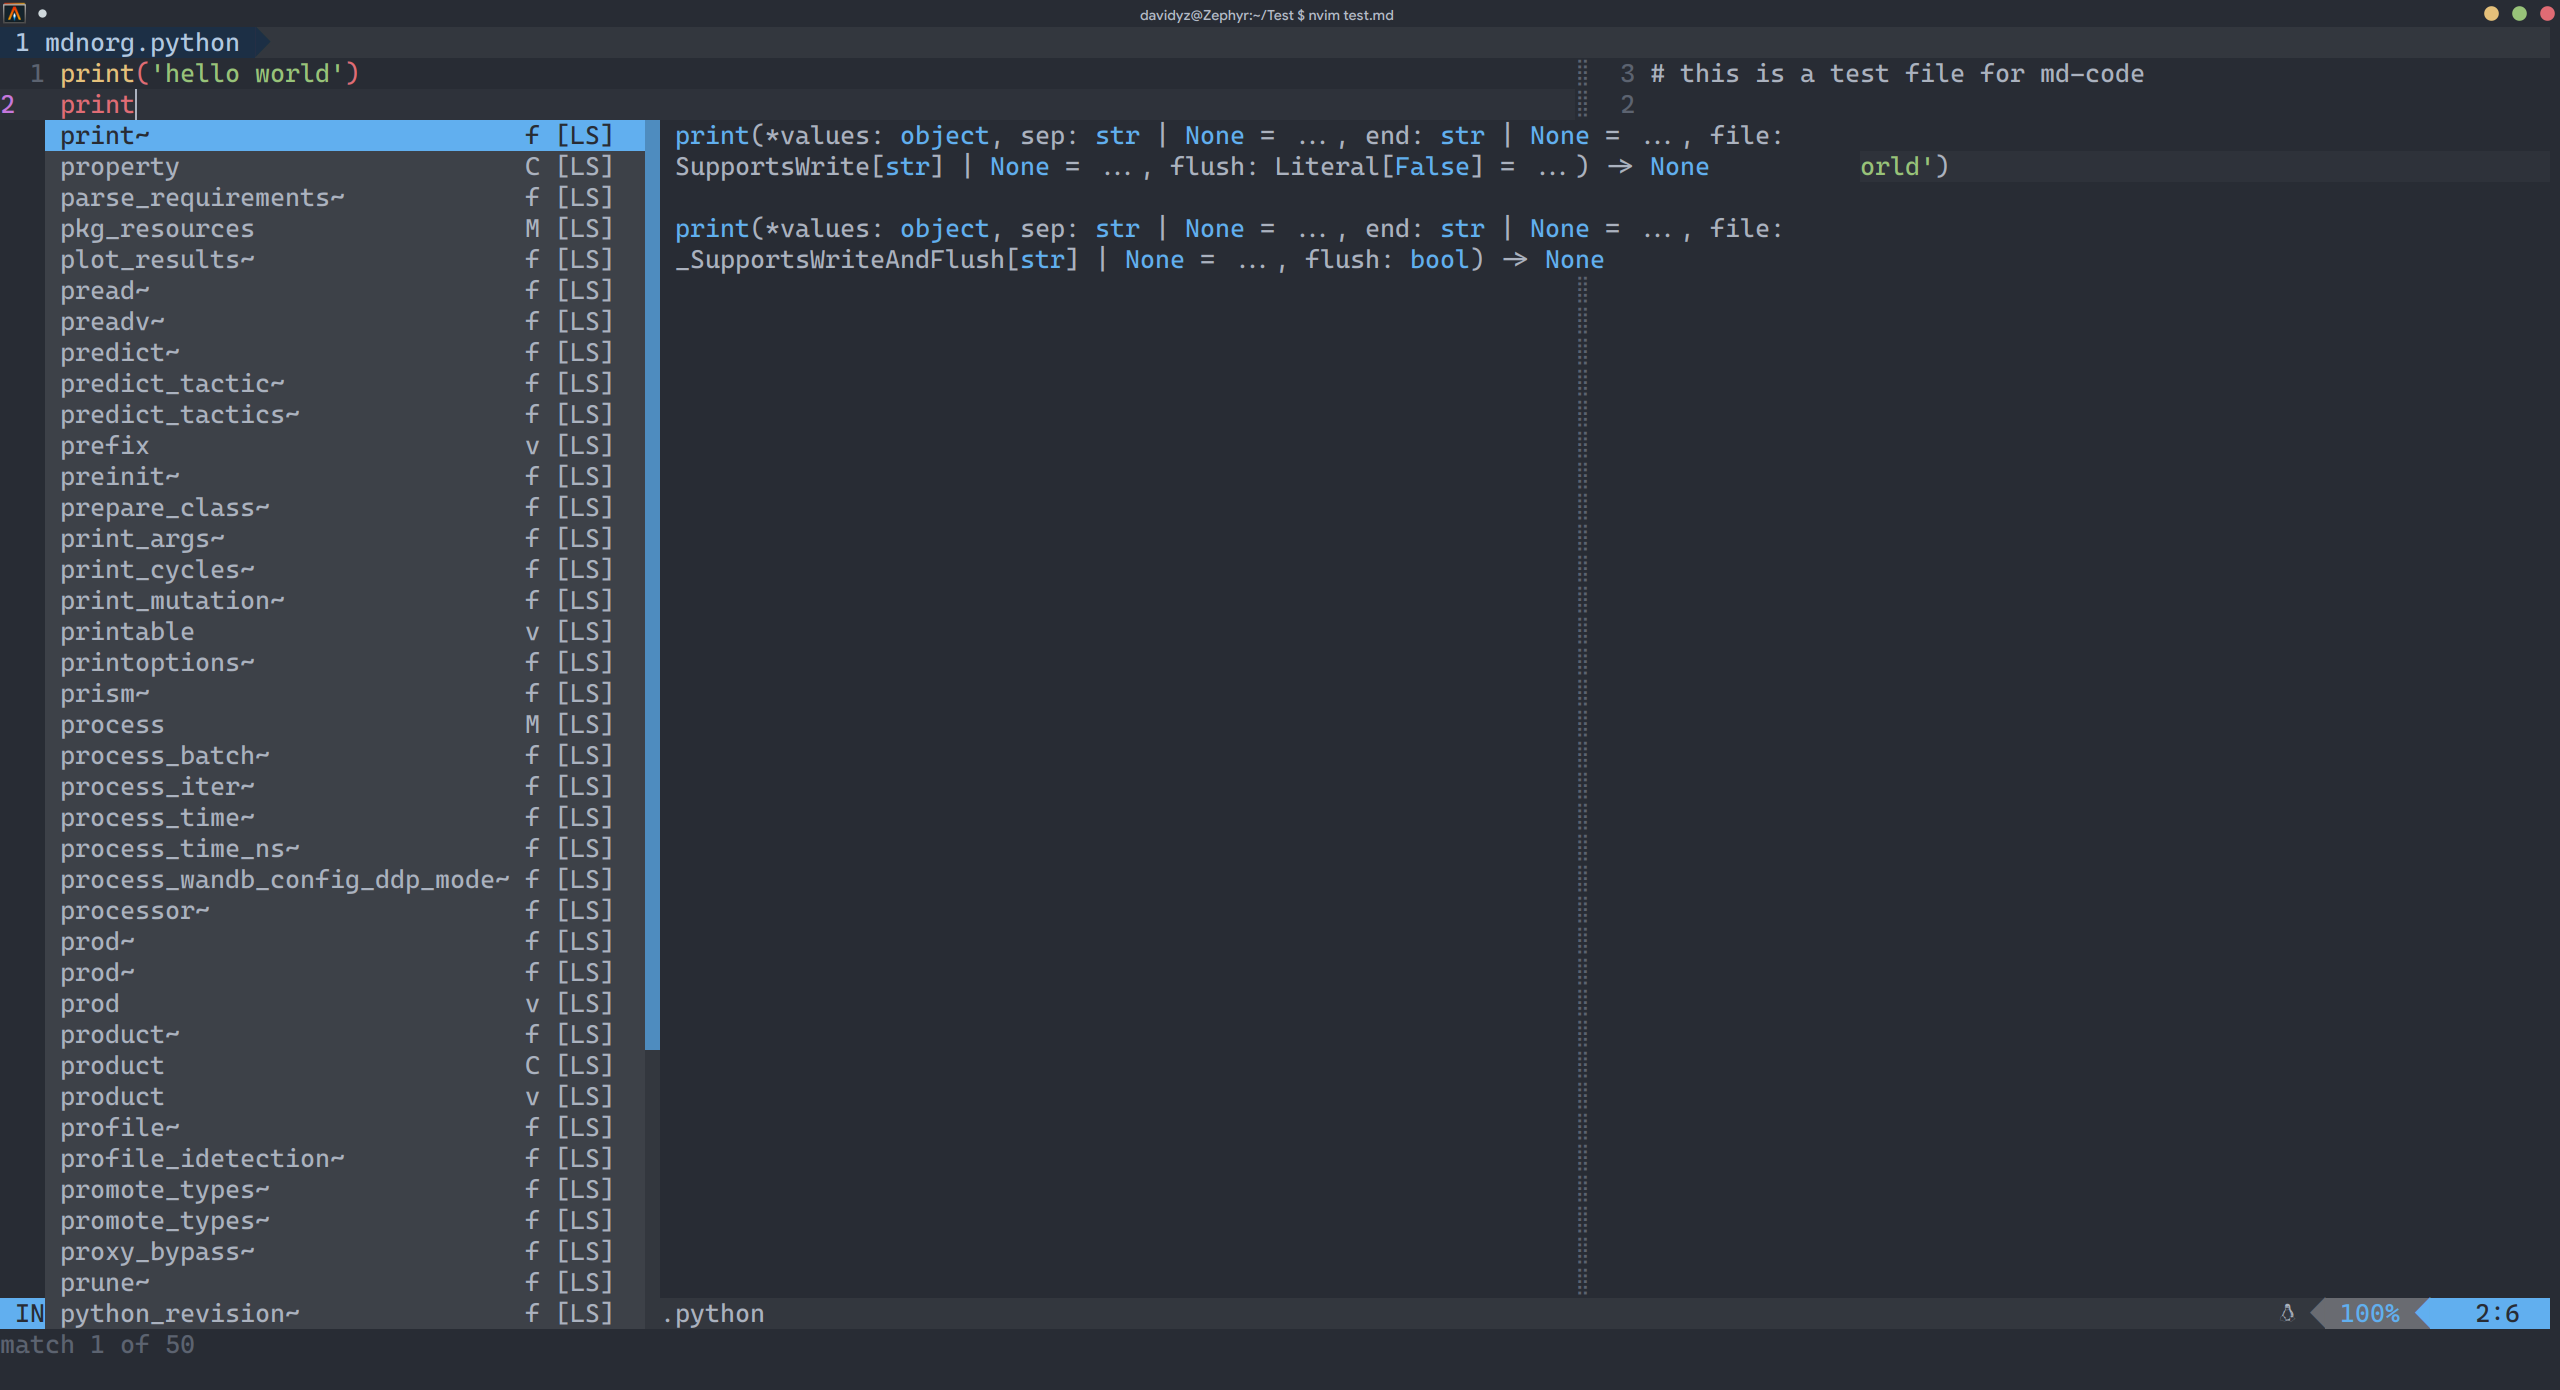 davidyz@Zephyr:~/Test $ nvim test.md
1 mdnorg.python
1 print('hello world')
2 print
3 # this is a test file for md-code
2
orld')
print~ f [LS]
property C [LS]
parse_requirements~ f [LS]
pkg_resources M [LS]
plot_results~ f [LS]
pread~ f [LS]
preadv~ f [LS]
predict~ f [LS]
predict_tactic~ f [LS]
predict_tactics~ f [LS]
prefix v [LS]
preinit~ f [LS]
prepare_class~ f [LS]
print_args~ f [LS]
print_cycles~ f [LS]
print_mutation~ f [LS]
printable v [LS]
printoptions~ f [LS]
prism~ f [LS]
process M [LS]
process_batch~ f [LS]
process_iter~ f [LS]
process_time~ f [LS]
process_time_ns~ f [LS]
process_wandb_config_ddp_mode~ f [LS]
processor~ f [LS]
prod~ f [LS]
prod~ f [LS]
prod v [LS]
product~ f [LS]
product C [LS]
product v [LS]
profile~ f [LS]
profile_idetection~ f [LS]
promote_types~ f [LS]
promote_types~ f [LS]
proxy_bypass~ f [LS]
prune~ f [LS]
python_revision~ f [LS]
print(*values: object, sep: str | None = ..., end: str | None = ..., file:
SupportsWrite[str] | None = ..., flush: Literal[False] = ...) -> None
print(*values: object, sep: str | None = ..., end: str | None = ..., file:
_SupportsWriteAndFlush[str] | None = ..., flush: bool) -> None
IN
.python
100% 2:6
match 1 of 50